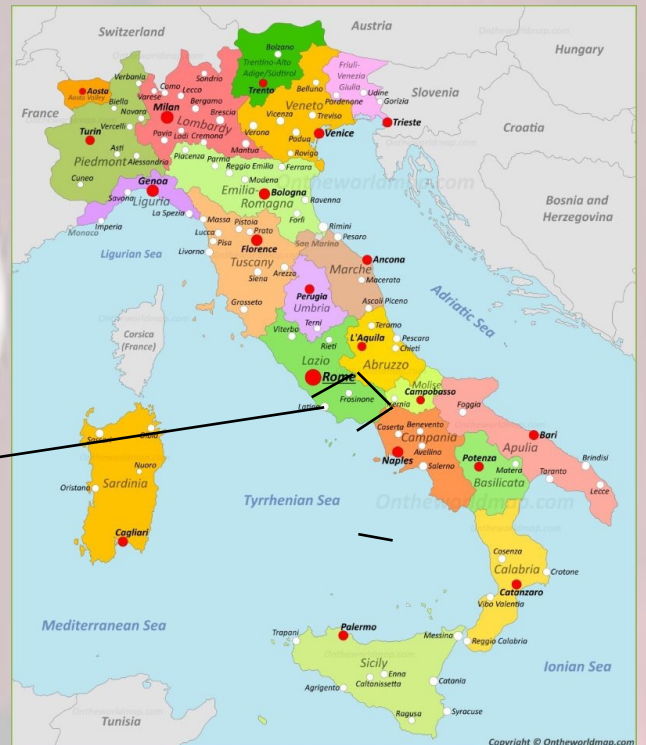 Switzerland
Austria
Hungary
Slovenia
Croatia
Bosnia and
Herzegovina
France
Monaco
Corsica
(France)
Tunisia
San Marino
Ligurian Sea
Adriatic Sea
Tyrrhenian Sea
Mediterranean Sea
Ionian Sea
Bolzano
Trentino-Alto
Adige/Südtirol
Trento
Friuli-
Venezia
Giulia
Udine
Pordenone
Gorizia
Trieste
Belluno
Veneto
Treviso
Vicenza
Verona
Padua
Venice
Rovigo
Aosta
Aosta Valley
Verbania
Biella
Novara
Vercelli
Turin
Asti
Piedmont
Alessandria
Cuneo
Sondrio
Como
Lecco
Varese
Bergamo
Milan
Brescia
Lombardy
Pavia
Lodi
Cremona
Mantua
Genoa
Savona
Liguria
Imperia
La Spezia
Piacenza
Parma
Reggio Emilia
Ferrara
Modena
Emilia-
Romagna
Bologna
Ravenna
Forli
Rimini
Massa
Pistoia
Lucca
Prato
Pisa
Florence
Livorno
Tuscany
Arezzo
Siena
Grosseto
Pesaro
Ancona
Marche
Macerata
Ascoli Piceno
Perugia
Umbria
Terni
Viterbo
Rieti
Lazio
Rome
Frosinone
Latina
Teramo
L'Aquila
Pescara
Chieti
Abruzzo
Molise
Campobasso
Isernia
Foggia
Caserta
Benevento
Campania
Avellino
Naples
Salerno
Bari
Apulia
Brindisi
Taranto
Lecce
Potenza
Matera
Basilicata
Cosenza
Calabria
Crotone
Catanzaro
Vibo Valentia
Reggio Calabria
Olbia
Nuoro
Oristano
Sardinia
Cagliari
Trapani
Palermo
Messina
Sicily
Enna
Caltanissetta
Catania
Agrigento
Ragusa
Syracuse
Ontheworldmap.com
Copyright © Ontheworldmap.com